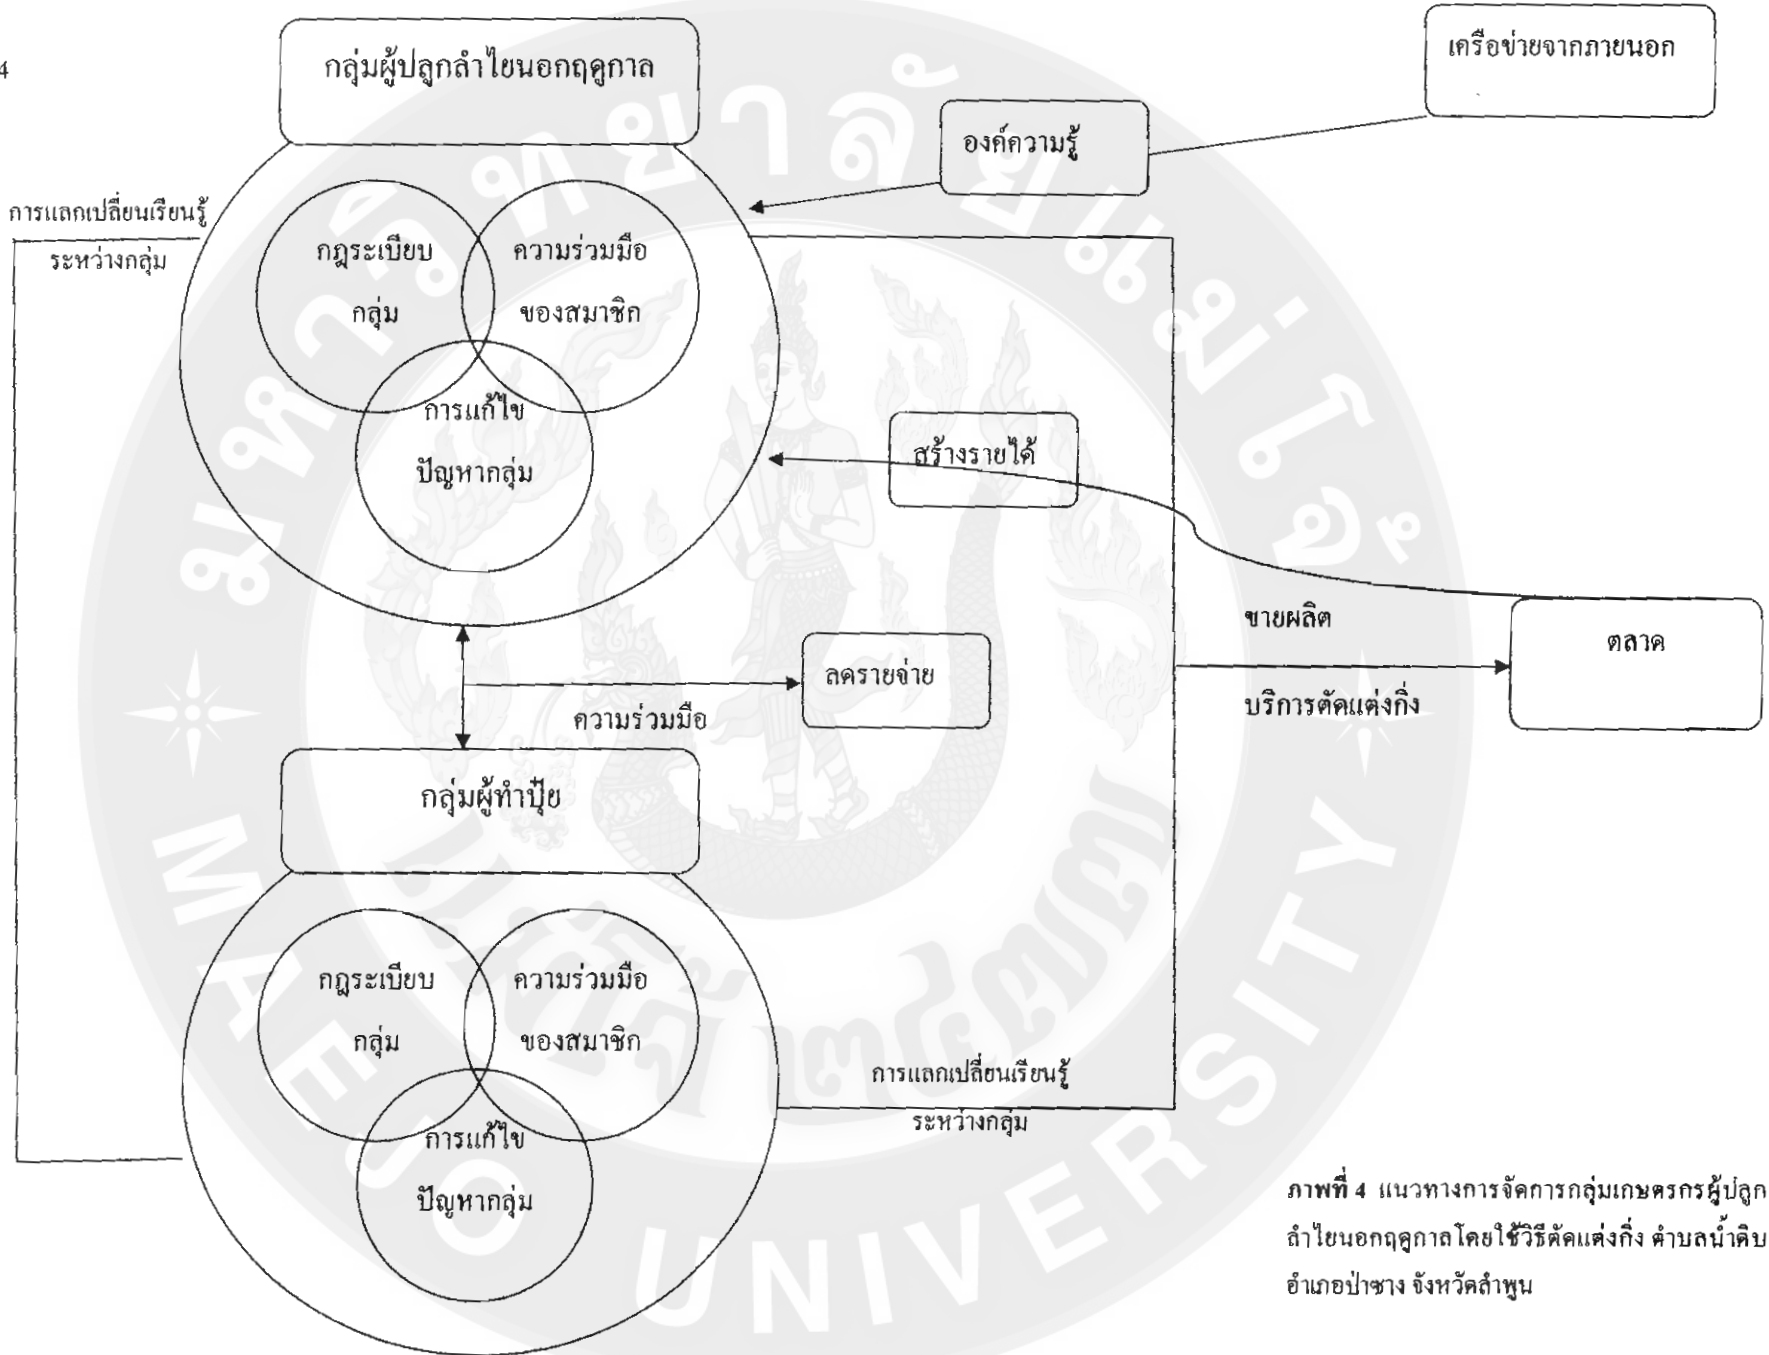 4
กลุ่มผู้ปลูกลำไยนอกฤดูกาล
เครือข่ายจากภายนอก
องค์ความรู้
การแลกเปลี่ยนเรียนรู้
ระหว่างกลุ่ม
กฎระเบียบ
กลุ่ม
ความร่วมมือ
ของสมาชิก
การแก้ไข
ปัญหากลุ่ม
สร้างรายได้
ขายผลิต
บริการตัดแต่งกิ่ง
ตลาด
ลดรายจ่าย
ความร่วมมือ
กลุ่มผู้ทำปุ๋ย
กฎระเบียบ
กลุ่ม
ความร่วมมือ
ของสมาชิก
การแก้ไข
ปัญหากลุ่ม
การแลกเปลี่ยนเรียนรู้
ระหว่างกลุ่ม
ภาพที่ 4 แนวทางการจัดการกลุ่มเกษตรกรผู้ปลูก
ลำไยนอกฤดูกาลโดยใช้วิธีตัดแต่งกิ่ง ตำบลน้ำดิบ
อำเภอป่าซาง จังหวัดลำพูน
มหาวิทยาลัยแม่โจ้
MAEJO UNIVERSITY